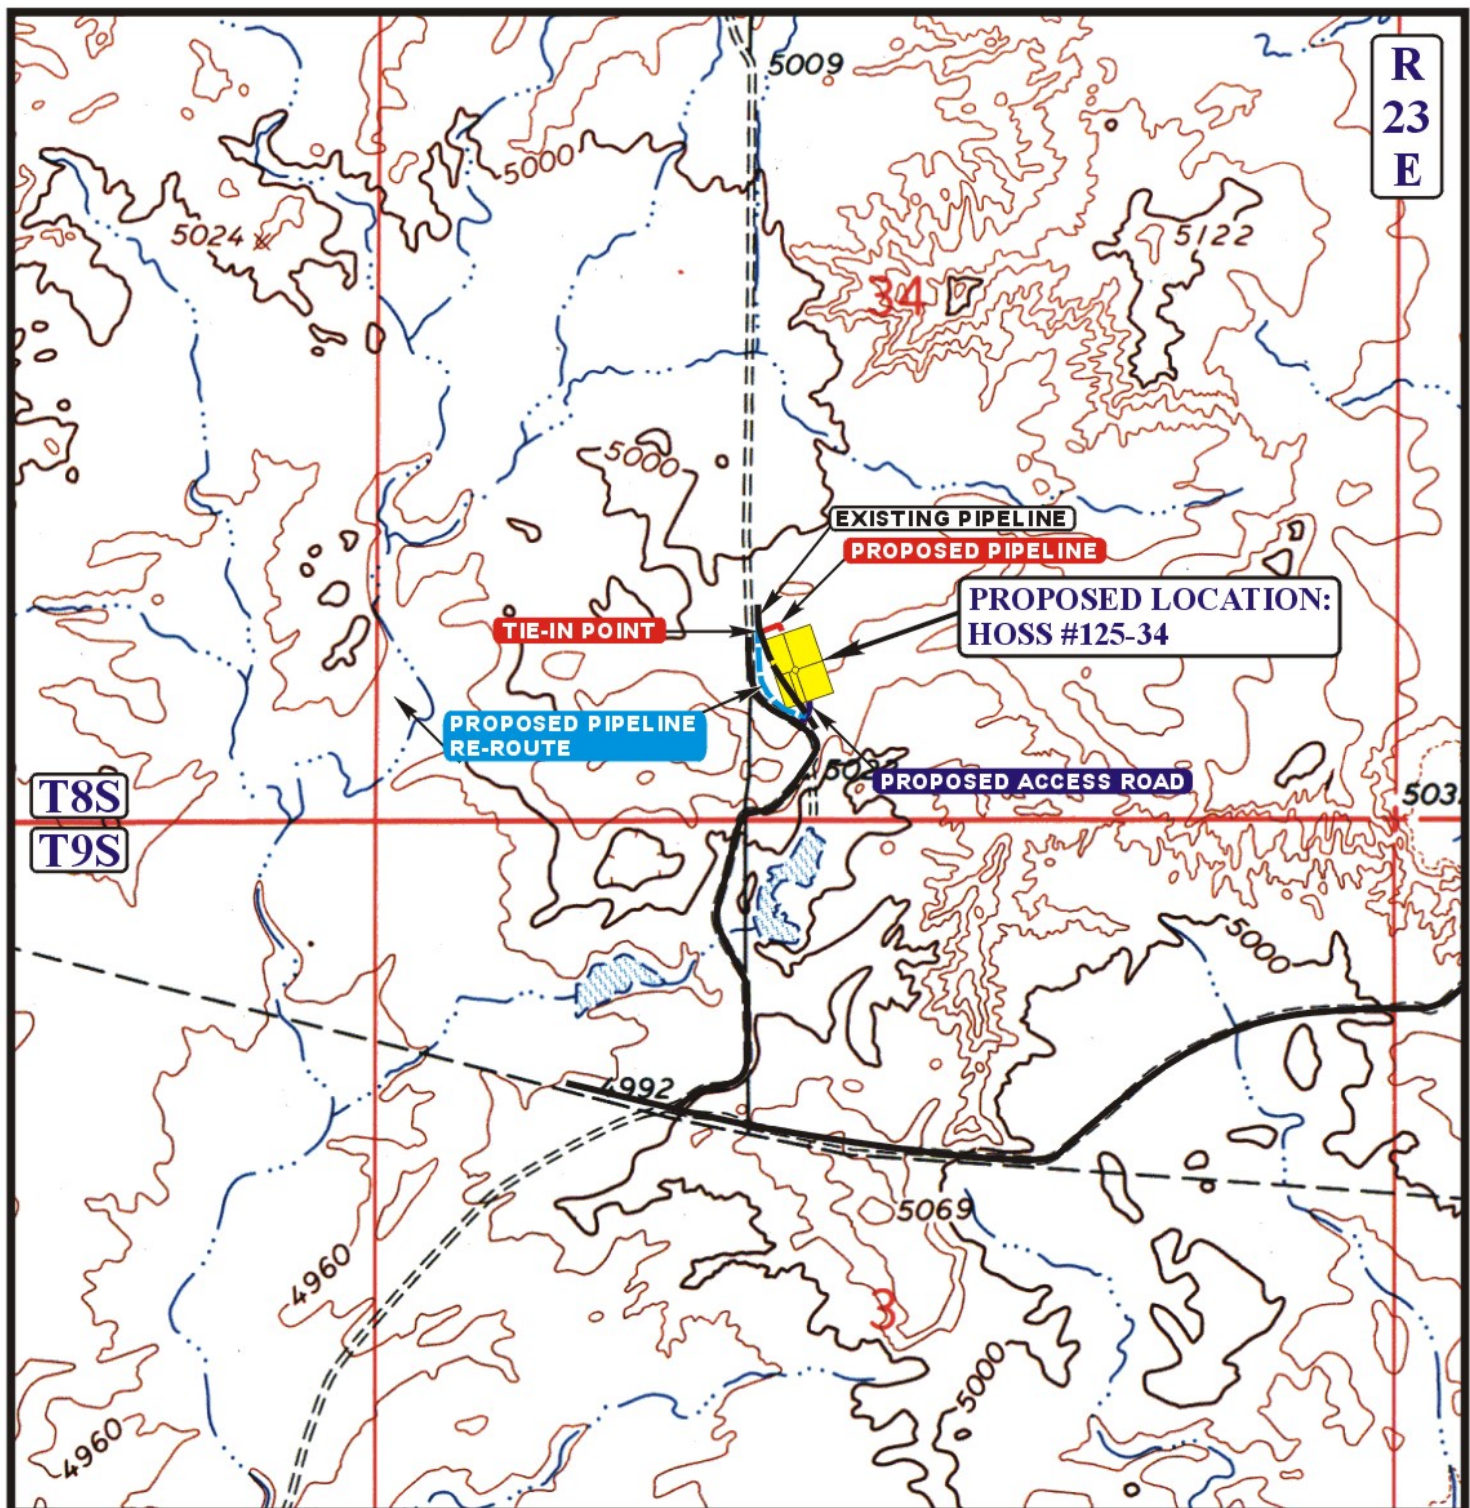 5009
R
23
E
5000
5024
5122
34
5000
EXISTING PIPELINE
PROPOSED PIPELINE
PROPOSED LOCATION:
HOSS #125-34
TIE-IN POINT
PROPOSED PIPELINE
RE-ROUTE
PROPOSED ACCESS ROAD
T8S
503
T9S
5000
4992
5069
4960
3
5000
4960